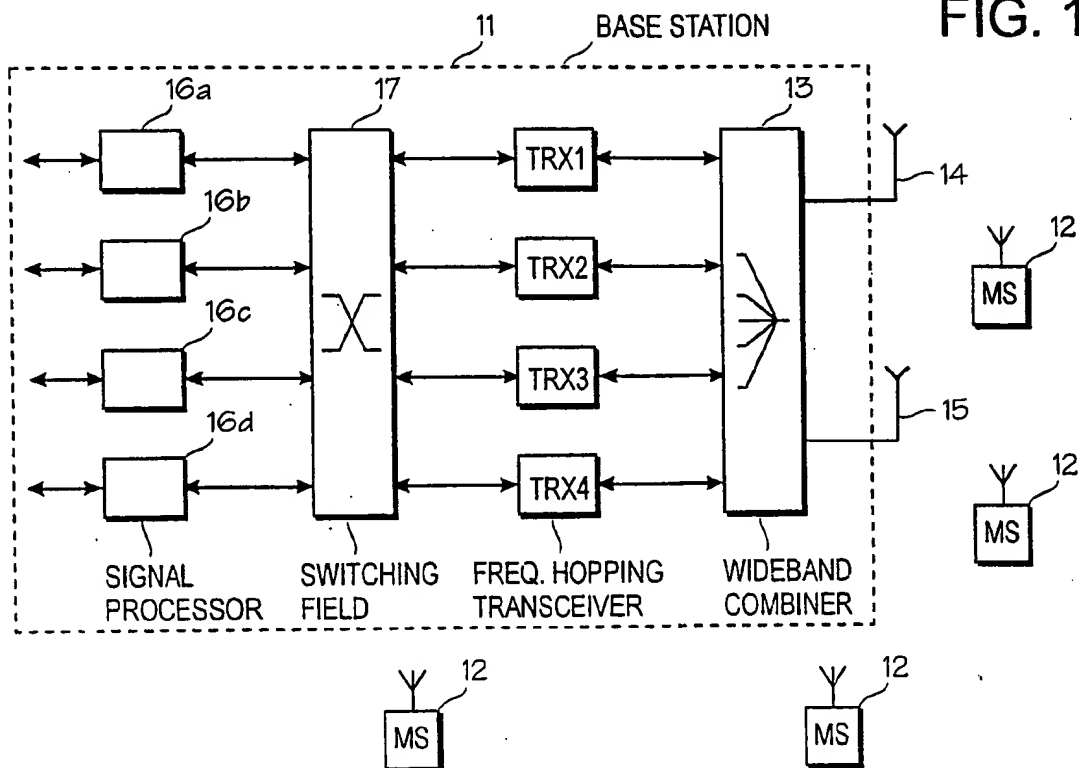 FIG. 1
11
BASE STATION
16a
17
13
TRX1
14
16b
12
TRX2
MS
16c
TRX3
15
16d
12
TRX4
MS
SIGNAL
PROCESSOR
SWITCHING
FIELD
FREQ. HOPPING
TRANSCEIVER
WIDEBAND
COMBINER
12
MS
12
MS